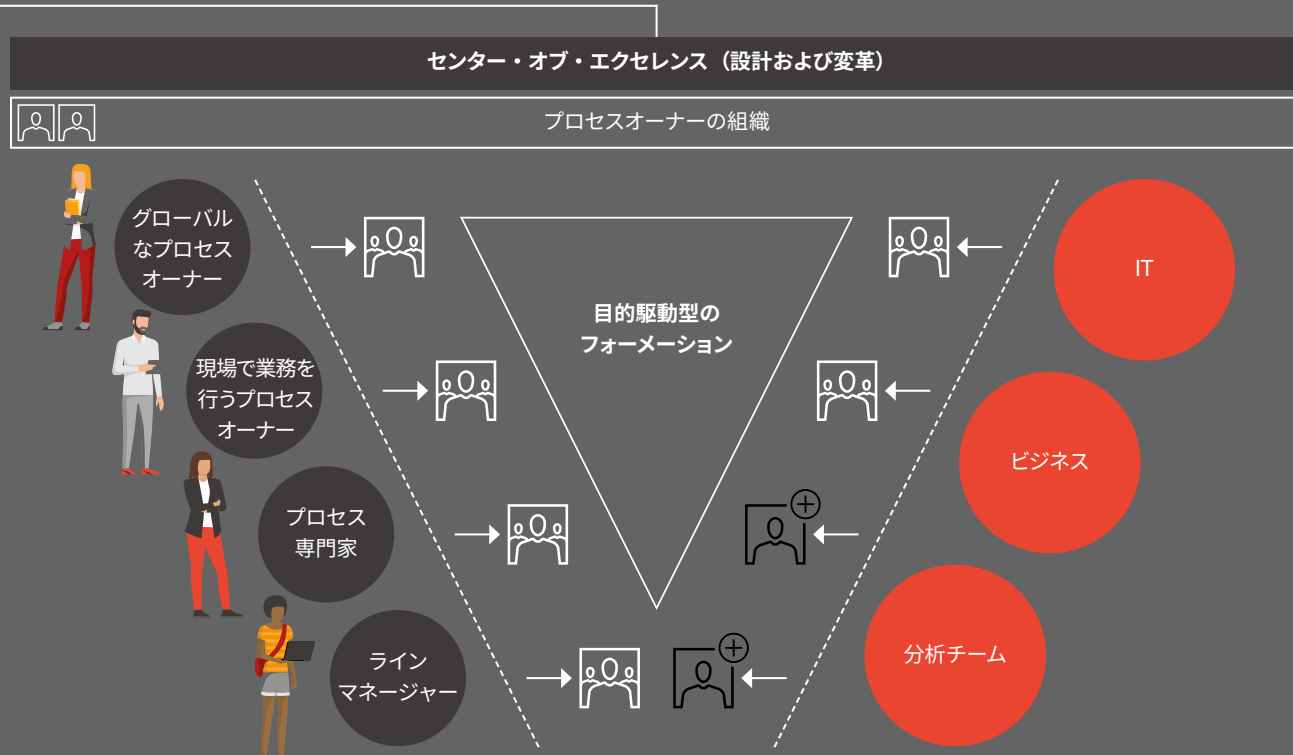 センター・オブ・エクセレンス（設計および変革）
プロセスオーナーの組織
グローバル
なプロセス
オーナー
現場で業務を
行うプロセス
オーナー
プロセス
専門家
ライン
マネージャー
目的駆動型の
フォーメーション
IT
ビジネス
分析チーム